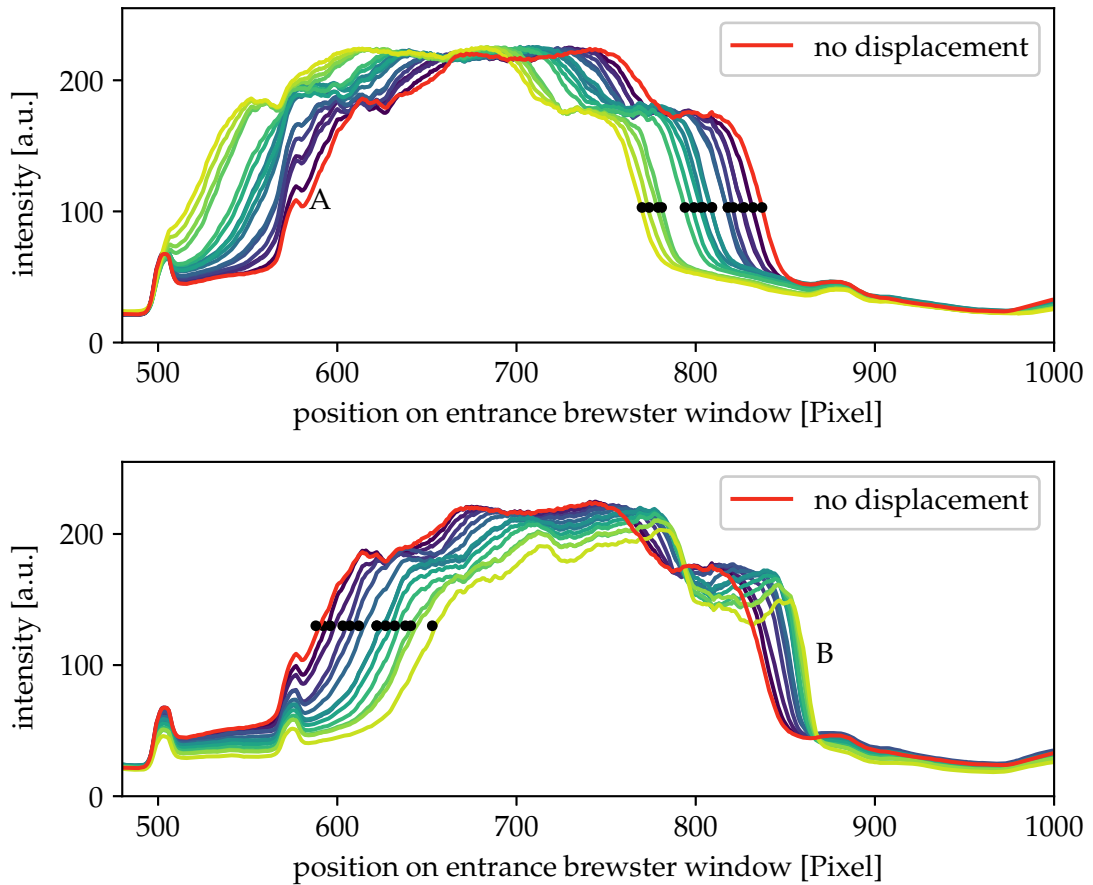 no displacement
200
A
100
0
intensity [a.u.]
500 600 700 800 900 1000
position on entrance brewster window [Pixel]
no displacement
200
B
100
0
intensity [a.u.]
500 600 700 800 900 1000
position on entrance brewster window [Pixel]